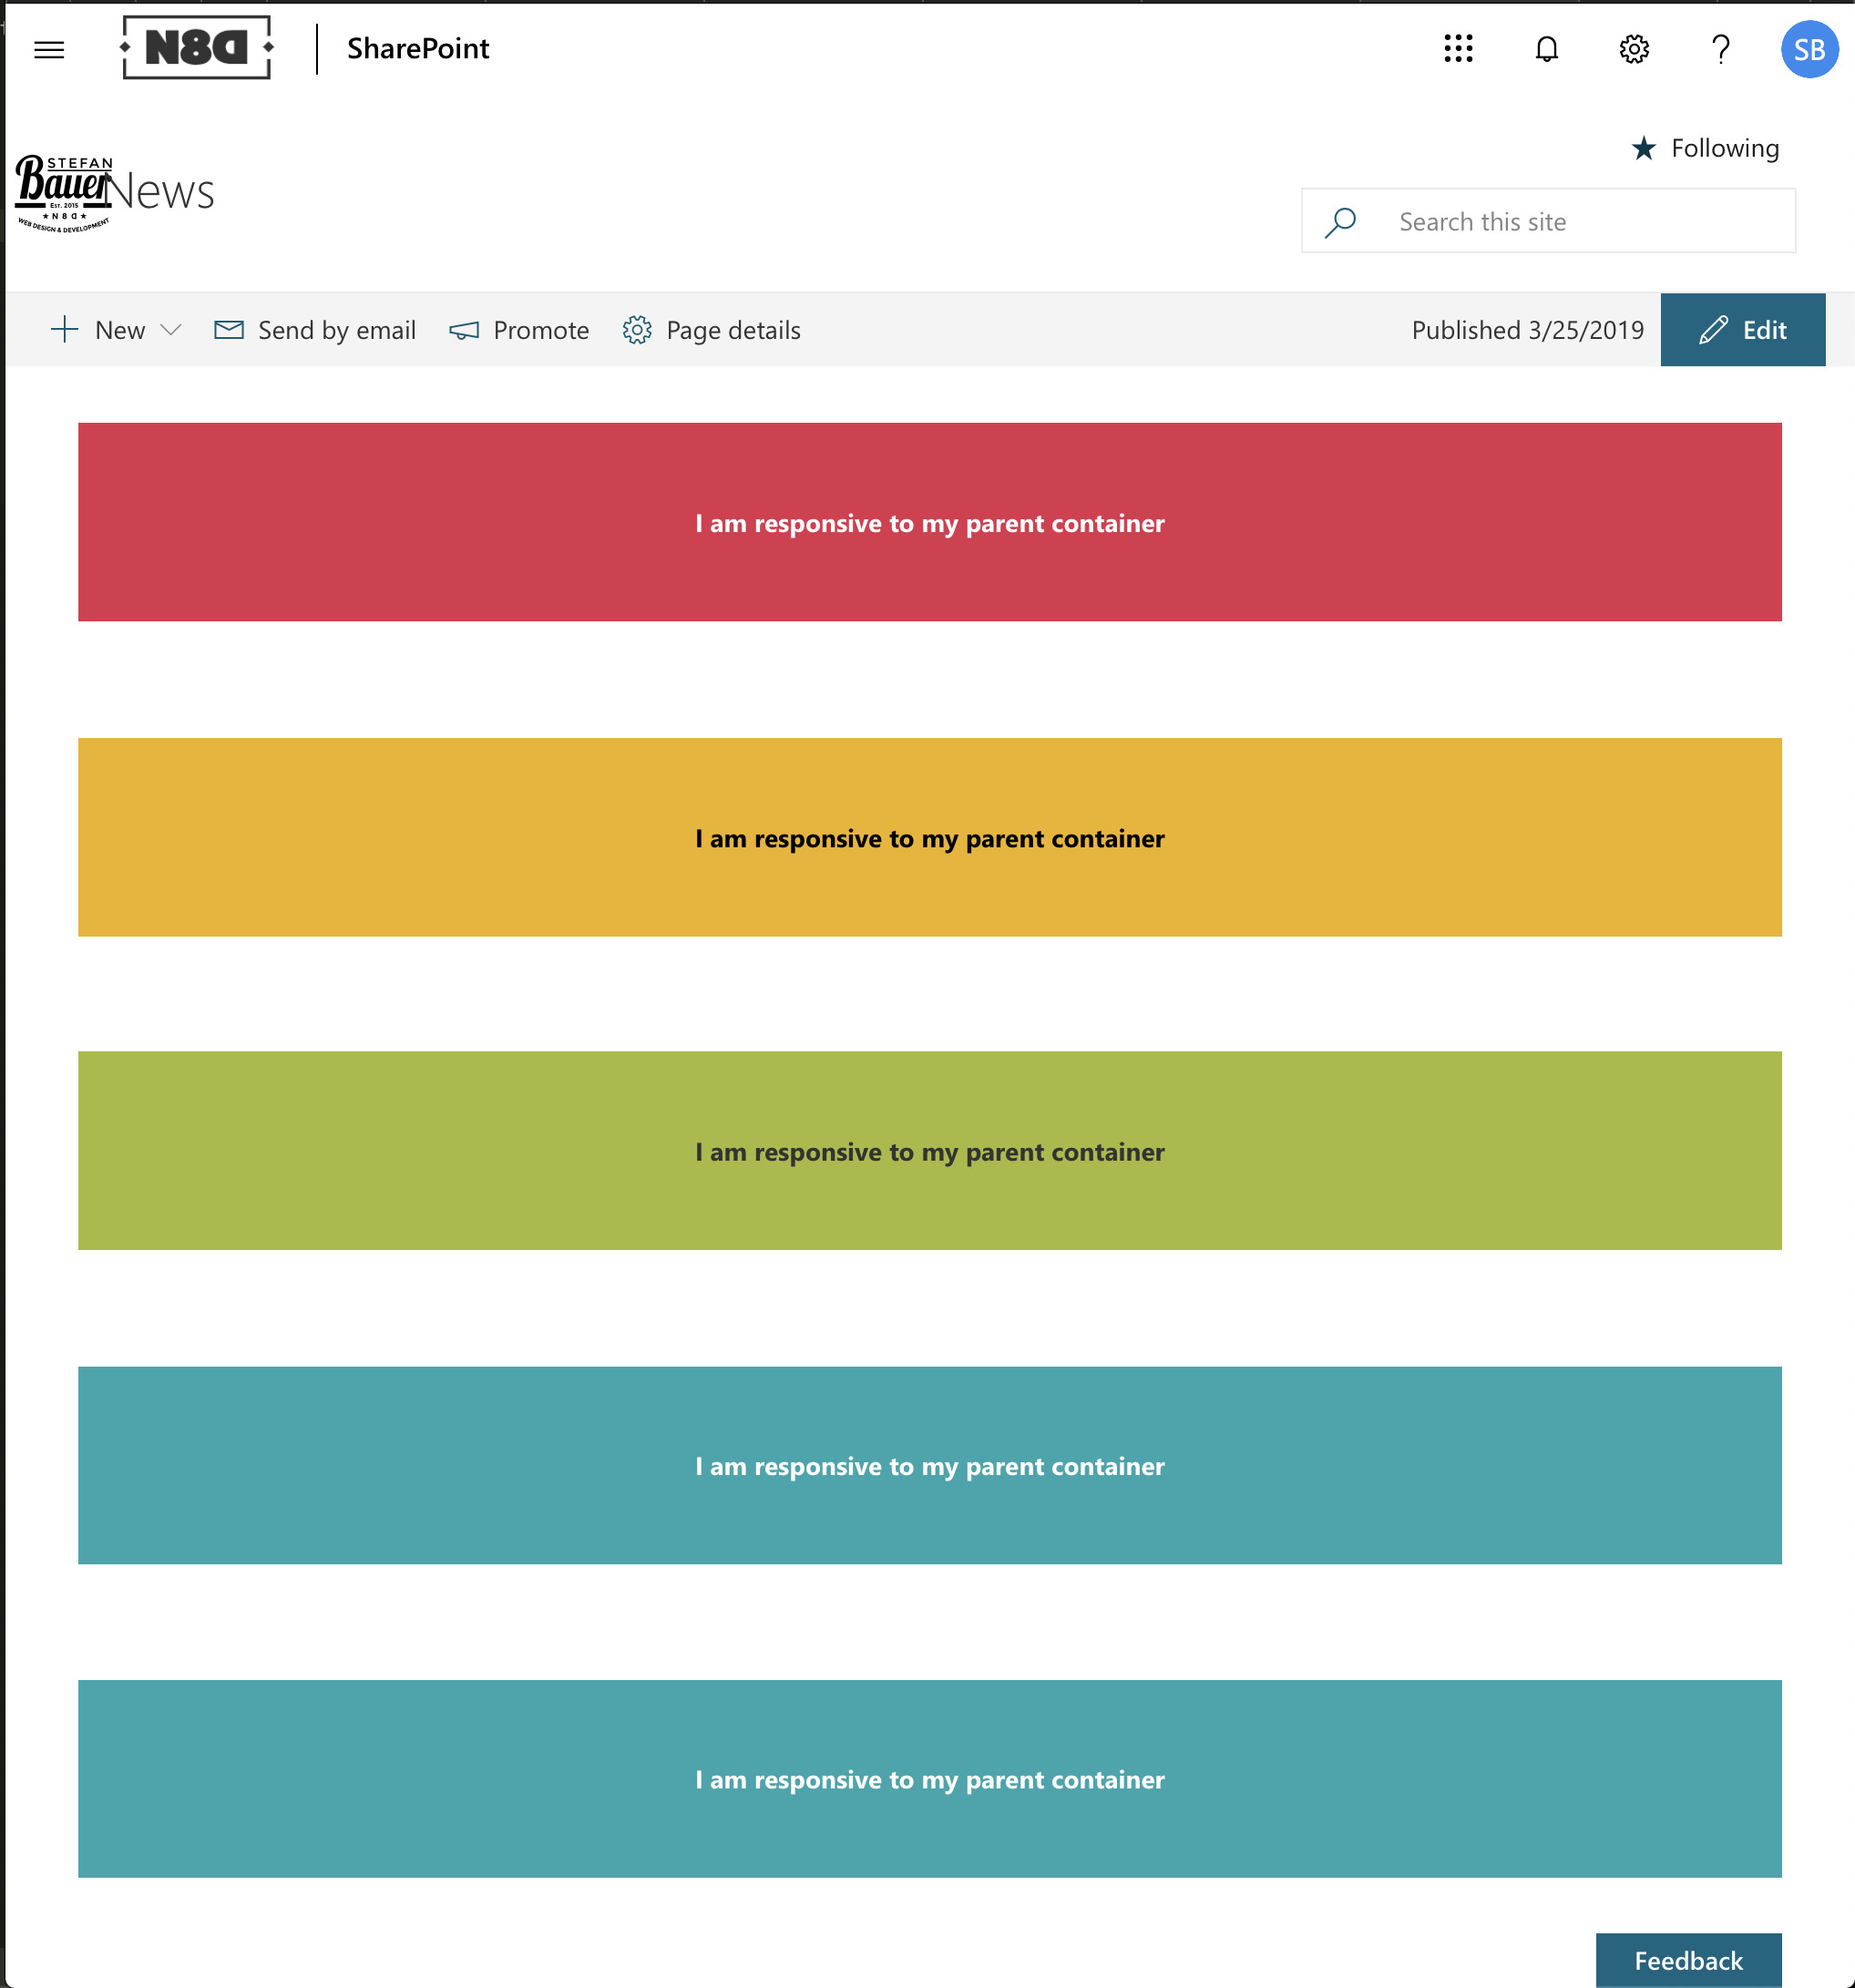 N8D
SharePoint
SB
Following
STEFAN
Bauer
EST. 2015
★ N 8 D ★
WEB DESIGN & DEVELOPMENT
News
Search this site
New
Send by email
Promote
Page details
Published 3/25/2019
Edit
I am responsive to my parent container
I am responsive to my parent container
I am responsive to my parent container
I am responsive to my parent container
I am responsive to my parent container
Feedback